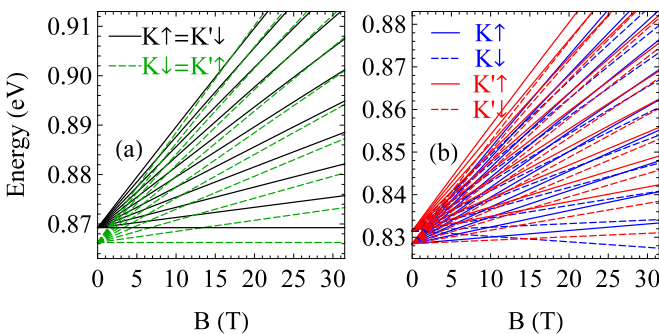 0.91
0.90
0.89
0.88
0.87
Energy (eV)
K↑=K'↓
K↓=K'↑
(a)
0 5 10 15 20 25 30
B (T)
0.88
0.87
0.86
0.85
0.84
0.83
K↑
K↓
K'↑
K'↓
(b)
0 5 10 15 20 25 30
B (T)